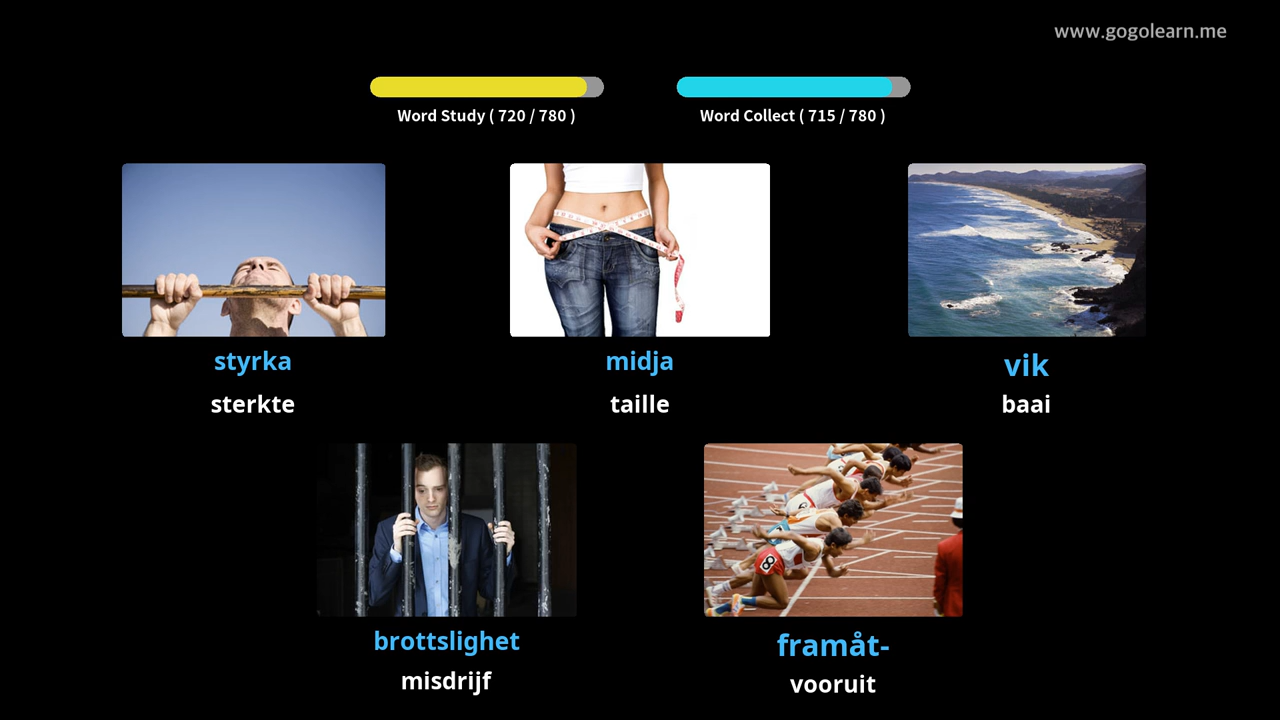 www.gogolearn.me
Word Study ( 720 / 780 )
Word Collect ( 715 / 780 )
styrka
sterkte
midja
taille
vik
baai
brottslighet
misdrijf
framåt-
vooruit